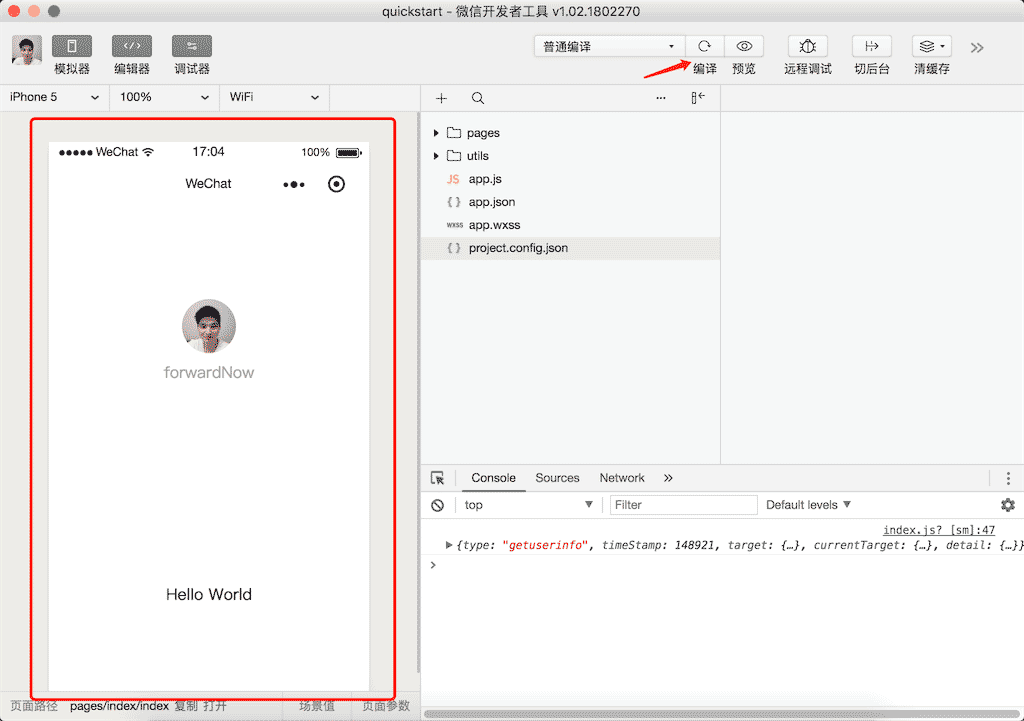 quickstart - 微信开发者工具 v1.02.1802270
普通编译
模拟器 编辑器 调试器 编译 预览 远程调试 切后台 清缓存
iPhone 5 100% WiFi
WeChat 17:04 100%
WeChat
forwardNow
Hello World
页面路径 pages/index/index 复制 打开 场景值 页面参数
pages
utils
JS app.js
{ } app.json
wxss app.wxss
{ } project.config.json
Console Sources Network
top Filter Default levels
index.js? [sm]:47
{type: "getuserinfo", timeStamp: 148921, target: {…}, currentTarget: {…}, detail: {…}}